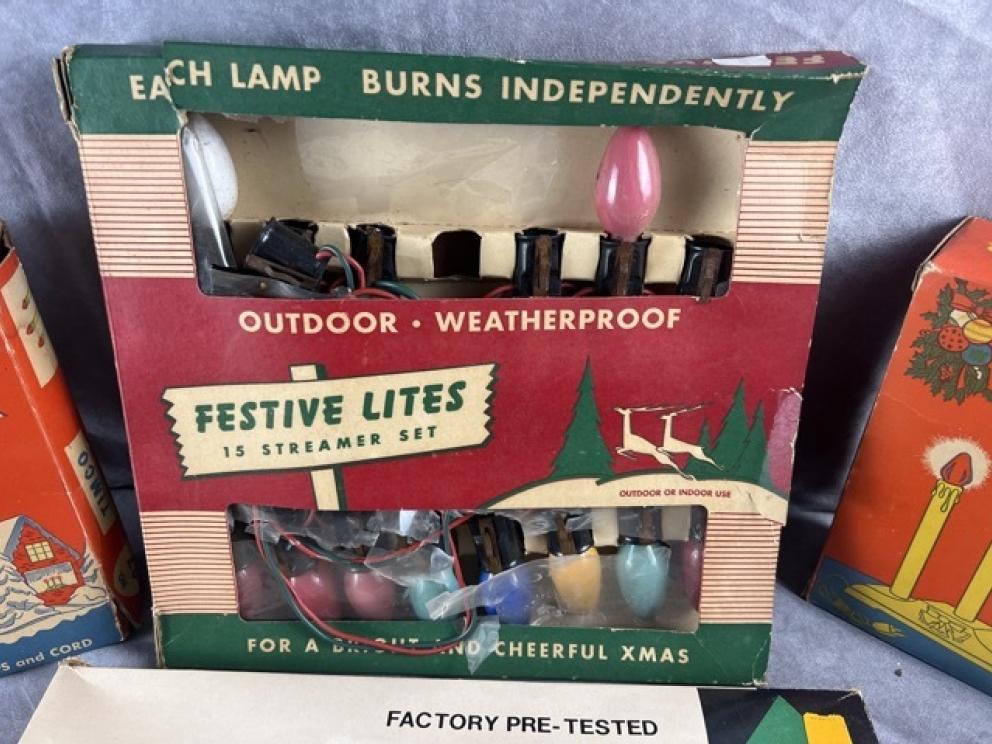 EACH LAMP BURNS INDEPENDENTLY
OUTDOOR • WEATHERPROOF
FESTIVE LITES
15 STREAMER SET
OUTDOOR OR INDOOR USE
FOR A BRIGHT AND CHEERFUL XMAS
TIMCO
and CORD
FACTORY PRE-TESTED